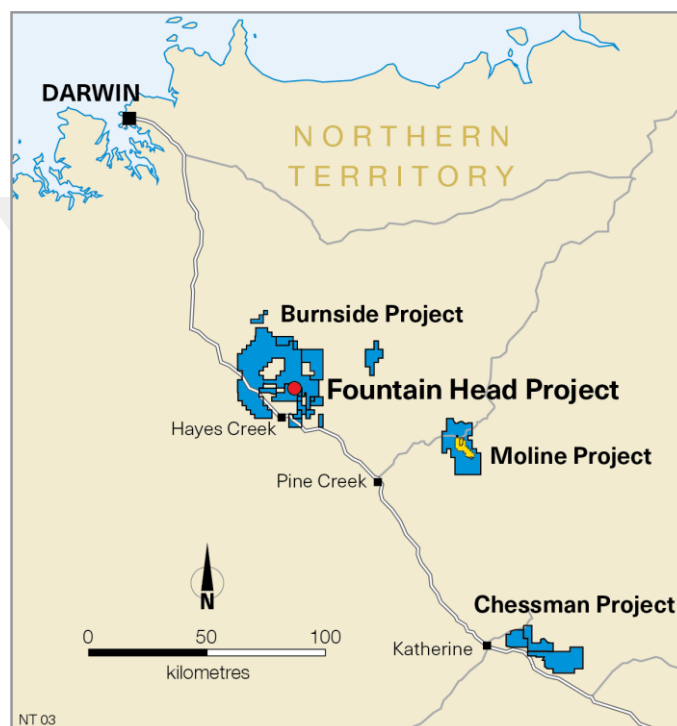 DARWIN
NORTHERN
TERRITORY
Burnside Project
Fountain Head Project
Hayes Creek
Moline Project
Pine Creek
N
Chessman Project
0 50 100
kilometres
Katherine
NT 03